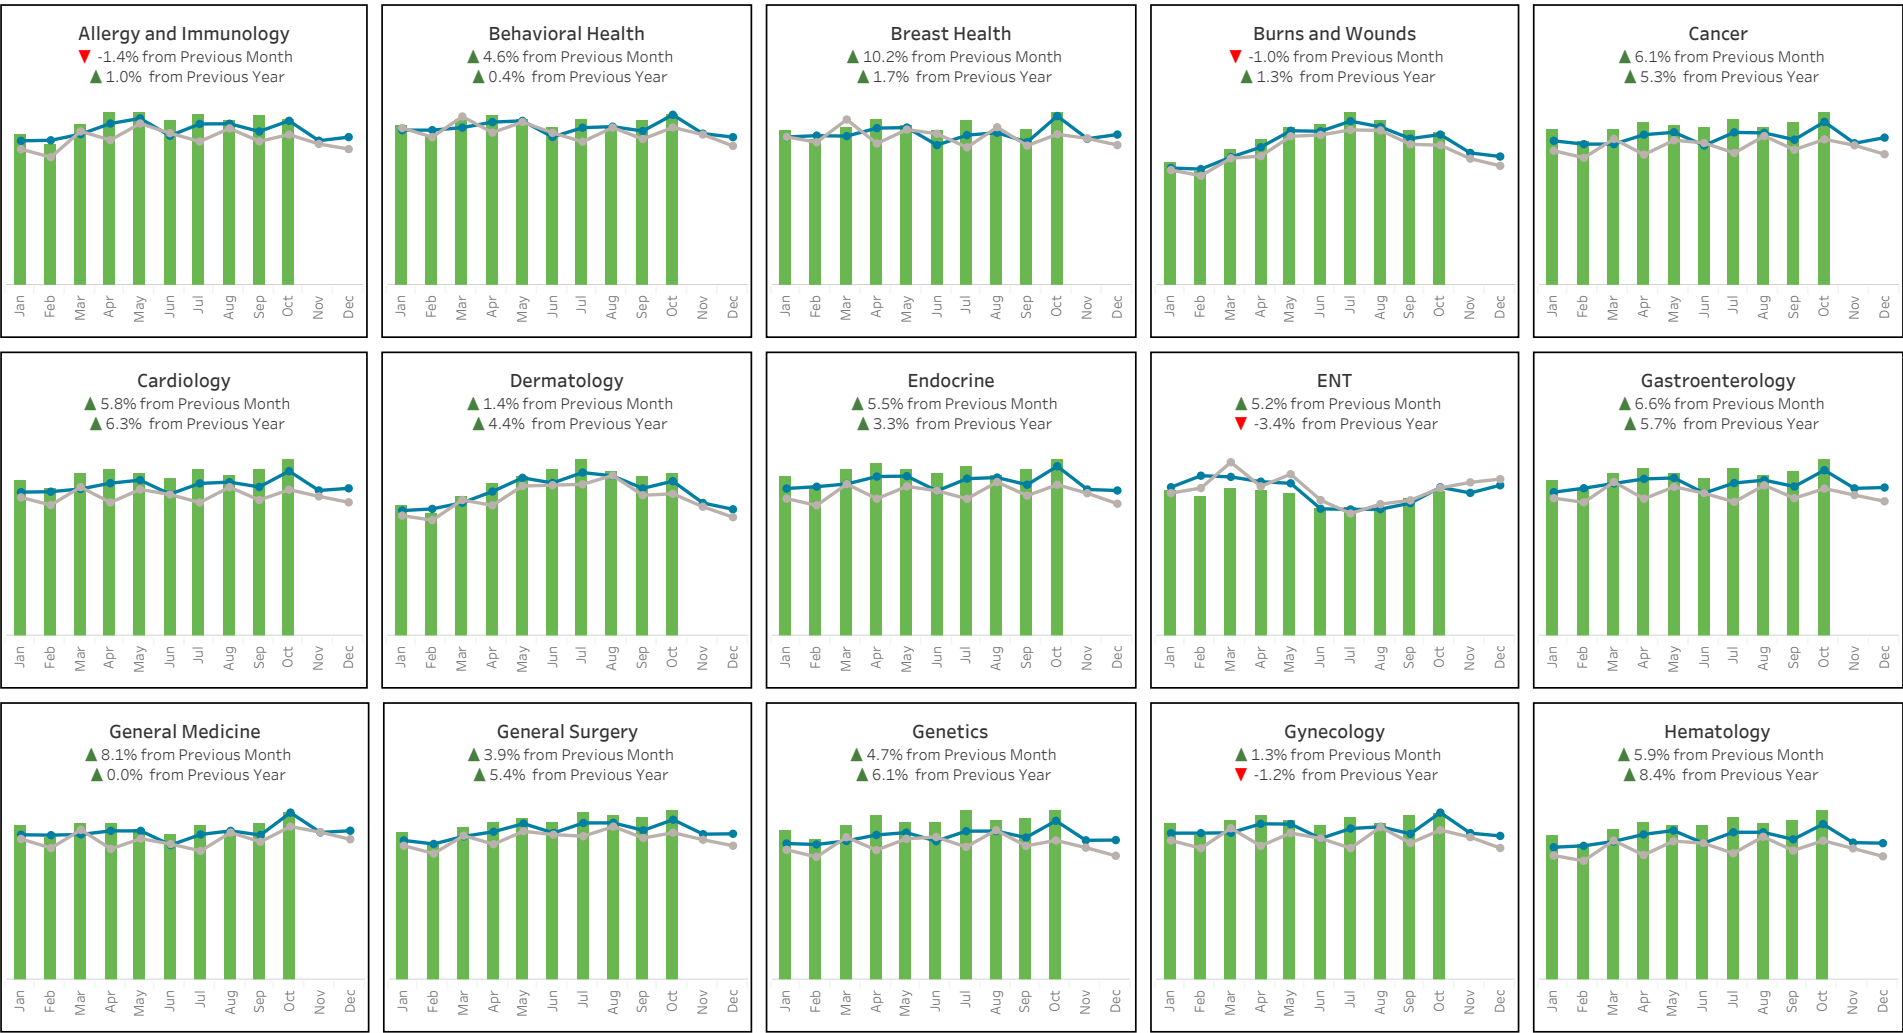 Allergy and Immunology
▼ -1.4% from Previous Month
▲ 1.0% from Previous Year
Jan Feb Mar Apr May Jun Jul Aug Sep Oct Nov Dec
Behavioral Health
▲ 4.6% from Previous Month
▲ 0.4% from Previous Year
Jan Feb Mar Apr May Jun Jul Aug Sep Oct Nov Dec
Breast Health
▲ 10.2% from Previous Month
▲ 1.7% from Previous Year
Jan Feb Mar Apr May Jun Jul Aug Sep Oct Nov Dec
Burns and Wounds
▼ -1.0% from Previous Month
▲ 1.3% from Previous Year
Jan Feb Mar Apr May Jun Jul Aug Sep Oct Nov Dec
Cancer
▲ 6.1% from Previous Month
▲ 5.3% from Previous Year
Jan Feb Mar Apr May Jun Jul Aug Sep Oct Nov Dec
Cardiology
▲ 5.8% from Previous Month
▲ 6.3% from Previous Year
Jan Feb Mar Apr May Jun Jul Aug Sep Oct Nov Dec
Dermatology
▲ 1.4% from Previous Month
▲ 4.4% from Previous Year
Jan Feb Mar Apr May Jun Jul Aug Sep Oct Nov Dec
Endocrine
▲ 5.5% from Previous Month
▲ 3.3% from Previous Year
Jan Feb Mar Apr May Jun Jul Aug Sep Oct Nov Dec
ENT
▲ 5.2% from Previous Month
▼ -3.4% from Previous Year
Jan Feb Mar Apr May Jun Jul Aug Sep Oct Nov Dec
Gastroenterology
▲ 6.6% from Previous Month
▲ 5.7% from Previous Year
Jan Feb Mar Apr May Jun Jul Aug Sep Oct Nov Dec
General Medicine
▲ 8.1% from Previous Month
▲ 0.0% from Previous Year
Jan Feb Mar Apr May Jun Jul Aug Sep Oct Nov Dec
General Surgery
▲ 3.9% from Previous Month
▲ 5.4% from Previous Year
Jan Feb Mar Apr May Jun Jul Aug Sep Oct Nov Dec
Genetics
▲ 4.7% from Previous Month
▲ 6.1% from Previous Year
Jan Feb Mar Apr May Jun Jul Aug Sep Oct Nov Dec
Gynecology
▲ 1.3% from Previous Month
▼ -1.2% from Previous Year
Jan Feb Mar Apr May Jun Jul Aug Sep Oct Nov Dec
Hematology
▲ 5.9% from Previous Month
▲ 8.4% from Previous Year
Jan Feb Mar Apr May Jun Jul Aug Sep Oct Nov Dec